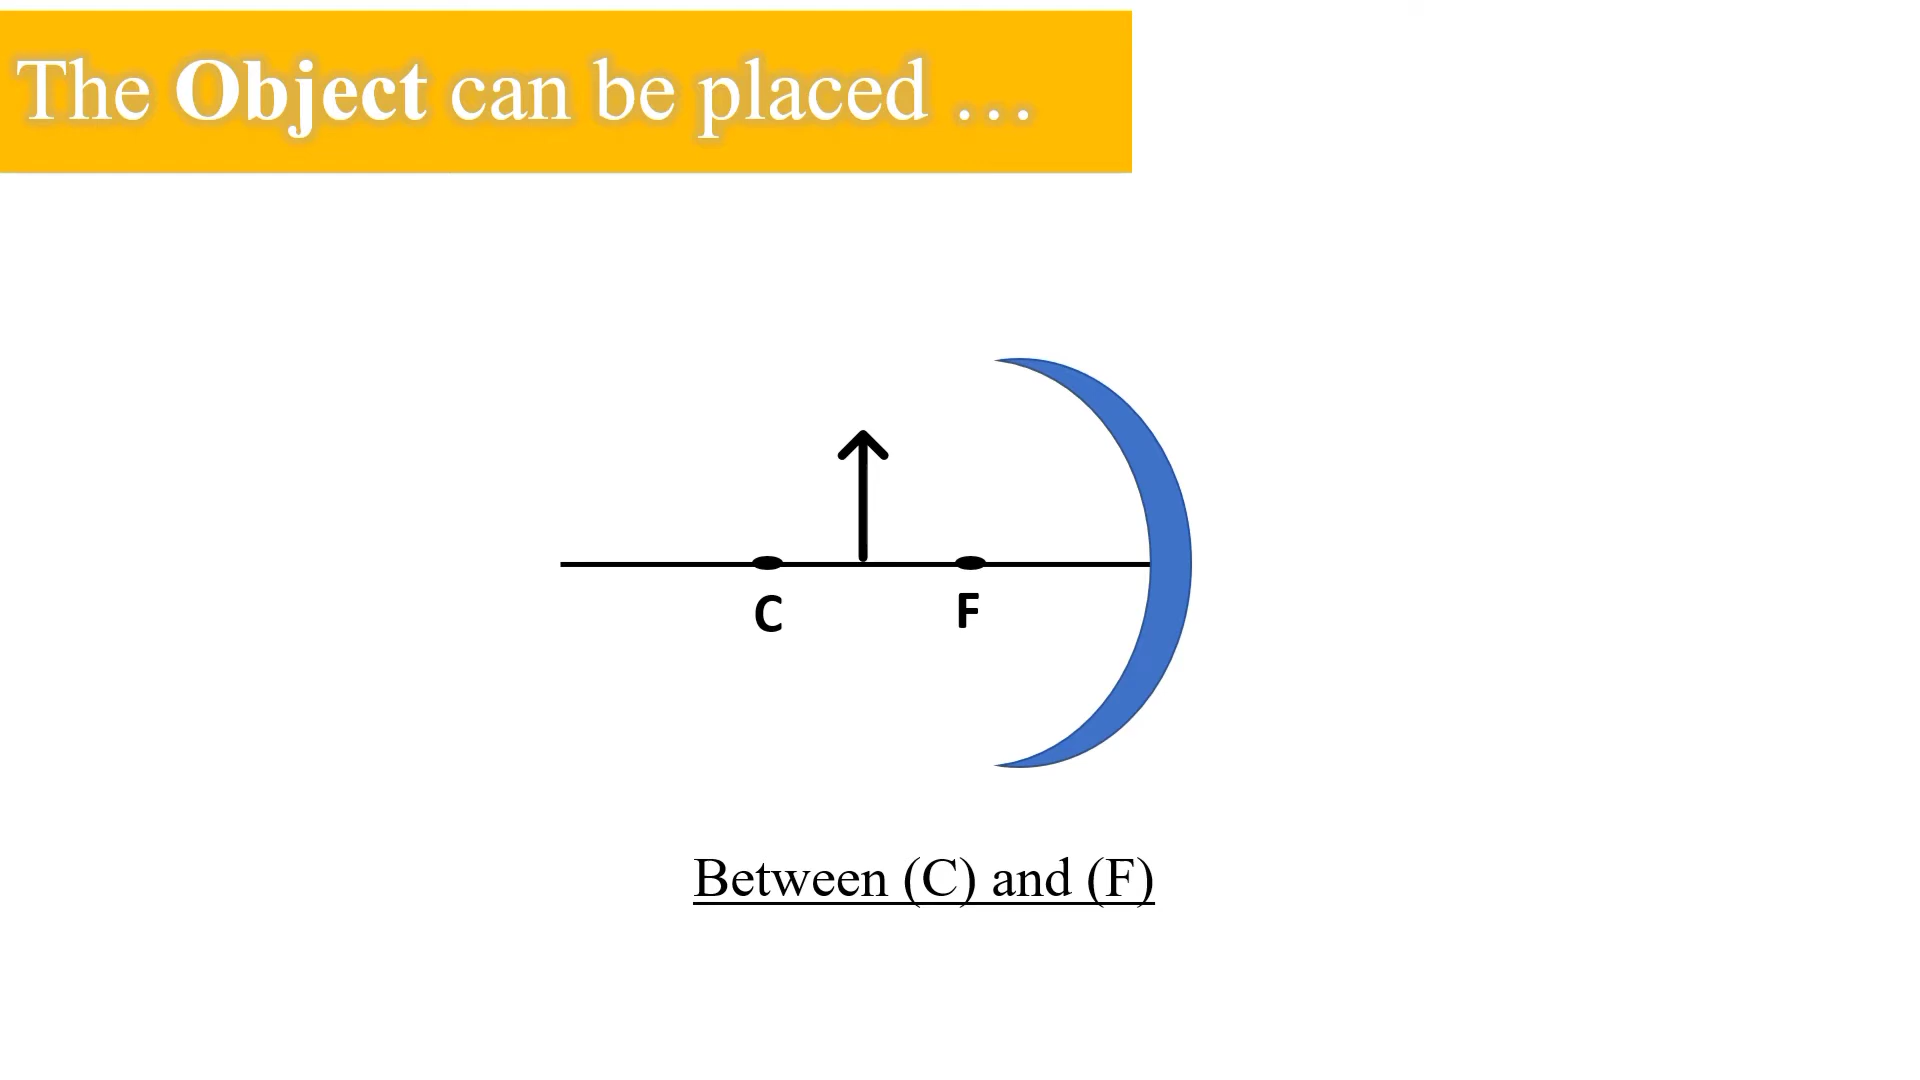 The Object can be placed …
C F
Between (C) and (F)